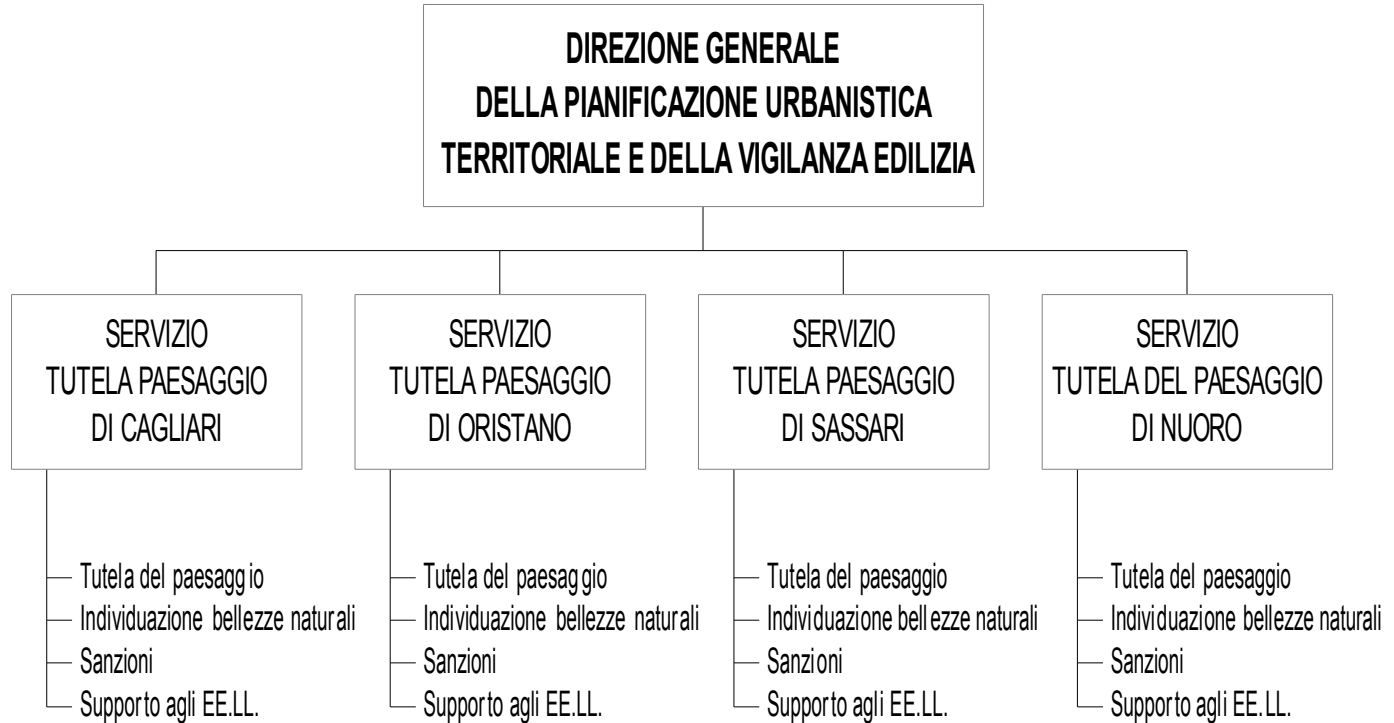 DIREZIONE GENERALE
DELLA PIANIFICAZIONE URBANISTICA
TERRITORIALE E DELLA VIGILANZA EDILIZIA
SERVIZIO
TUTELA PAESAGGIO
DI CAGLIARI
Tutela del paesaggio
Individuazione bellezze naturali
Sanzioni
Supporto agli EE.LL.
SERVIZIO
TUTELA PAESAGGIO
DI ORISTANO
Tutela del paesaggio
Individuazione bellezze naturali
Sanzioni
Supporto agli EE.LL.
SERVIZIO
TUTELA PAESAGGIO
DI SASSARI
Tutela del paesaggio
Individuazione bellezze naturali
Sanzioni
Supporto agli EE.LL.
SERVIZIO
TUTELA DEL PAESAGGIO
DI NUORO
Tutela del paesaggio
Individuazione bellezze naturali
Sanzioni
Supporto agli EE.LL.